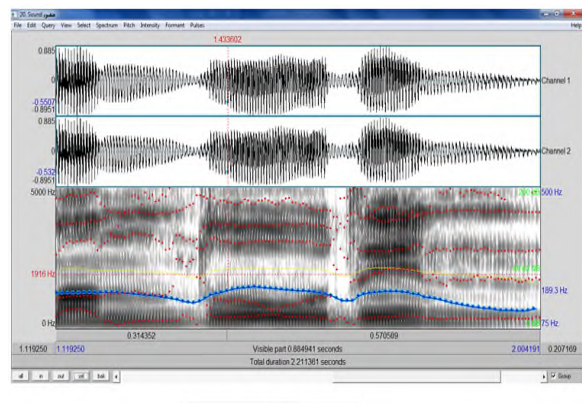 20. Sound
File Edit Query View Select Spectrum Pitch Intensity Formant Pulses Help
1.433602
0.885
0
-0.5507
-0.8951
Channel 1
0.885
0
-0.532
-0.8951
Channel 2
5000 Hz
500 Hz
1916 Hz
189.3 Hz
0 Hz
75 Hz
0.314352 0.570589
1.119250 1.119250 Visible part 0.884941 seconds 2.004191 0.207169
Total duration 2.211361 seconds
all in out sel bak Group